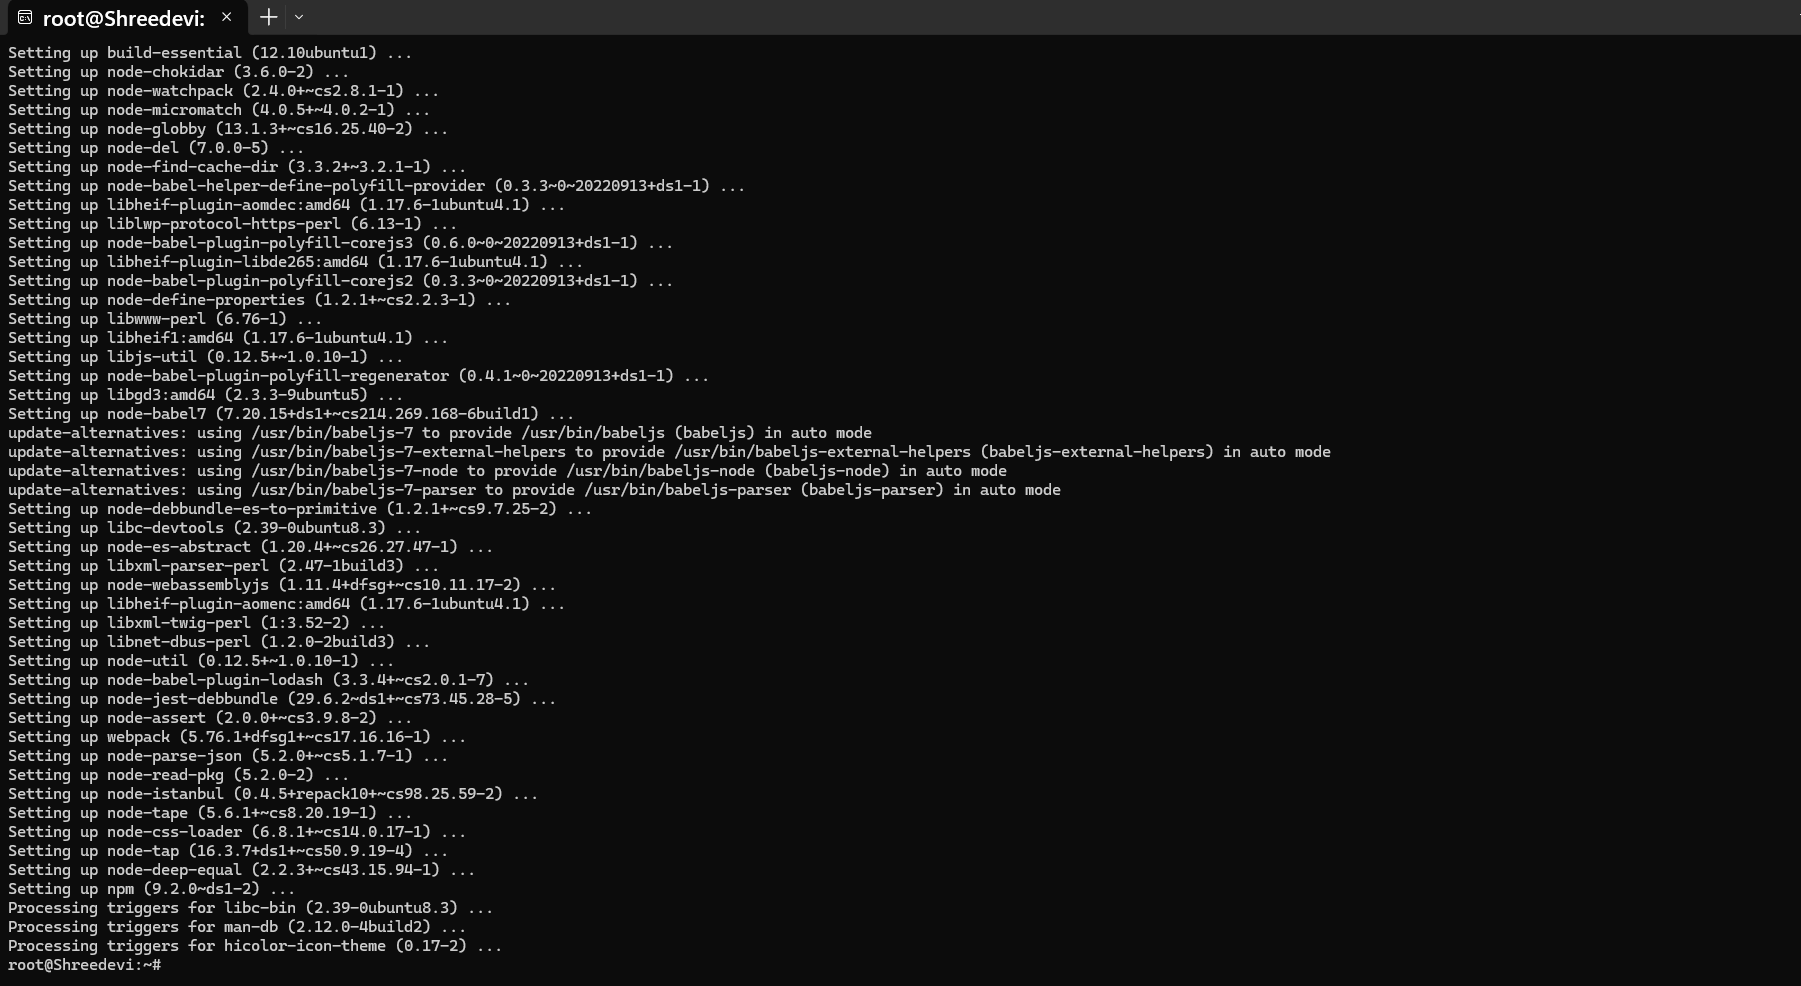 root@Shreedevi:
Setting up build-essential (12.10ubuntu1) ...
Setting up node-chokidar (3.6.0-2) ...
Setting up node-watchpack (2.4.0+~cs2.8.1-1) ...
Setting up node-micromatch (4.0.5+~4.0.2-1) ...
Setting up node-globby (13.1.3+~cs16.25.40-2) ...
Setting up node-del (7.0.0-5) ...
Setting up node-find-cache-dir (3.3.2+~3.2.1-1) ...
Setting up node-babel-helper-define-polyfill-provider (0.3.3~0~20220913+ds1-1) ...
Setting up libheif-plugin-aomdec:amd64 (1.17.6-1ubuntu4.1) ...
Setting up liblwp-protocol-https-perl (6.13-1) ...
Setting up node-babel-plugin-polyfill-corejs3 (0.6.0~0~20220913+ds1-1) ...
Setting up libheif-plugin-libde265:amd64 (1.17.6-1ubuntu4.1) ...
Setting up node-babel-plugin-polyfill-corejs2 (0.3.3~0~20220913+ds1-1) ...
Setting up node-define-properties (1.2.1+~cs2.2.3-1) ...
Setting up libwww-perl (6.76-1) ...
Setting up libheif1:amd64 (1.17.6-1ubuntu4.1) ...
Setting up libjs-util (0.12.5+~1.0.10-1) ...
Setting up node-babel-plugin-polyfill-regenerator (0.4.1~0~20220913+ds1-1) ...
Setting up libgd3:amd64 (2.3.3-9ubuntu5) ...
Setting up node-babel7 (7.20.15+ds1+~cs214.269.168-6build1) ...
update-alternatives: using /usr/bin/babeljs-7 to provide /usr/bin/babeljs (babeljs) in auto mode
update-alternatives: using /usr/bin/babeljs-7-external-helpers to provide /usr/bin/babeljs-external-helpers (babeljs-external-helpers) in auto mode
update-alternatives: using /usr/bin/babeljs-7-node to provide /usr/bin/babeljs-node (babeljs-node) in auto mode
update-alternatives: using /usr/bin/babeljs-7-parser to provide /usr/bin/babeljs-parser (babeljs-parser) in auto mode
Setting up node-debbundle-es-to-primitive (1.2.1+~cs9.7.25-2) ...
Setting up libc-devtools (2.39-0ubuntu8.3) ...
Setting up node-es-abstract (1.20.4+~cs26.27.47-1) ...
Setting up libxml-parser-perl (2.47-1build3) ...
Setting up node-webassemblyjs (1.11.4+dfsg+~cs10.11.17-2) ...
Setting up libheif-plugin-aomenc:amd64 (1.17.6-1ubuntu4.1) ...
Setting up libxml-twig-perl (1:3.52-2) ...
Setting up libnet-dbus-perl (1.2.0-2build3) ...
Setting up node-util (0.12.5+~1.0.10-1) ...
Setting up node-babel-plugin-lodash (3.3.4+~cs2.0.1-7) ...
Setting up node-jest-debbundle (29.6.2~ds1+~cs73.45.28-5) ...
Setting up node-assert (2.0.0+~cs3.9.8-2) ...
Setting up webpack (5.76.1+dfsg1+~cs17.16.16-1) ...
Setting up node-parse-json (5.2.0+~cs5.1.7-1) ...
Setting up node-read-pkg (5.2.0-2) ...
Setting up node-istanbul (0.4.5+repack10+~cs98.25.59-2) ...
Setting up node-tape (5.6.1+~cs8.20.19-1) ...
Setting up node-css-loader (6.8.1+~cs14.0.17-1) ...
Setting up node-tap (16.3.7+ds1+~cs50.9.19-4) ...
Setting up node-deep-equal (2.2.3+~cs43.15.94-1) ...
Setting up npm (9.2.0~ds1-2) ...
Processing triggers for libc-bin (2.39-0ubuntu8.3) ...
Processing triggers for man-db (2.12.0-4build2) ...
Processing triggers for hicolor-icon-theme (0.17-2) ...
root@Shreedevi:~#